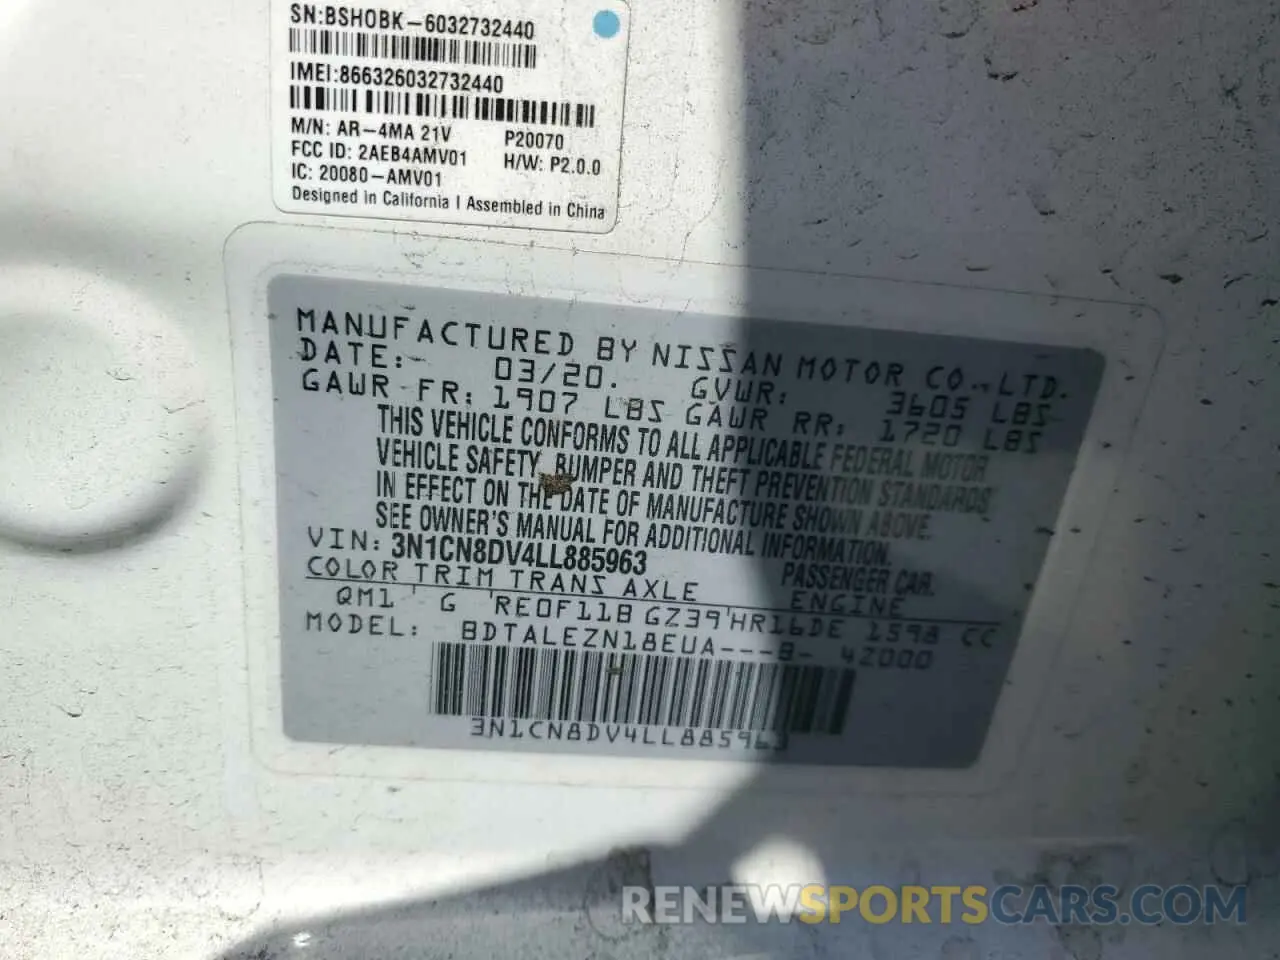 SN:BSHOBK-6032732440
IMEI:866326032732440
M/N: AR-4MA 21V P20070
FCC ID: 2AEB4AMV01 H/W: P2.0.0
IC: 20080-AMV01
Designed in California I Assembled in China
MANUFACTURED BY NISSAN MOTOR CO.,LTD.
DATE: 03/20. GVWR: 3605 LBS
GAWR FR: 1907 LBS GAWR RR: 1720 LBS
THIS VEHICLE CONFORMS TO ALL APPLICABLE FEDERAL MOTOR
VEHICLE SAFETY, BUMPER AND THEFT PREVENTION STANDARDS
IN EFFECT ON THE DATE OF MANUFACTURE SHOWN ABOVE.
SEE OWNER'S MANUAL FOR ADDITIONAL INFORMATION.
VIN: 3N1CN8DV4LL885963 PASSENGER CAR.
COLOR TRIM TRANS AXLE ENGINE
QM1 G RE0F11B GZ39 HR16DE 1598 CC
MODEL: BDTALEZN18EUA---B- 42000
3N1CN8DV4LL885963
RENEWSPORTSCARS.COM